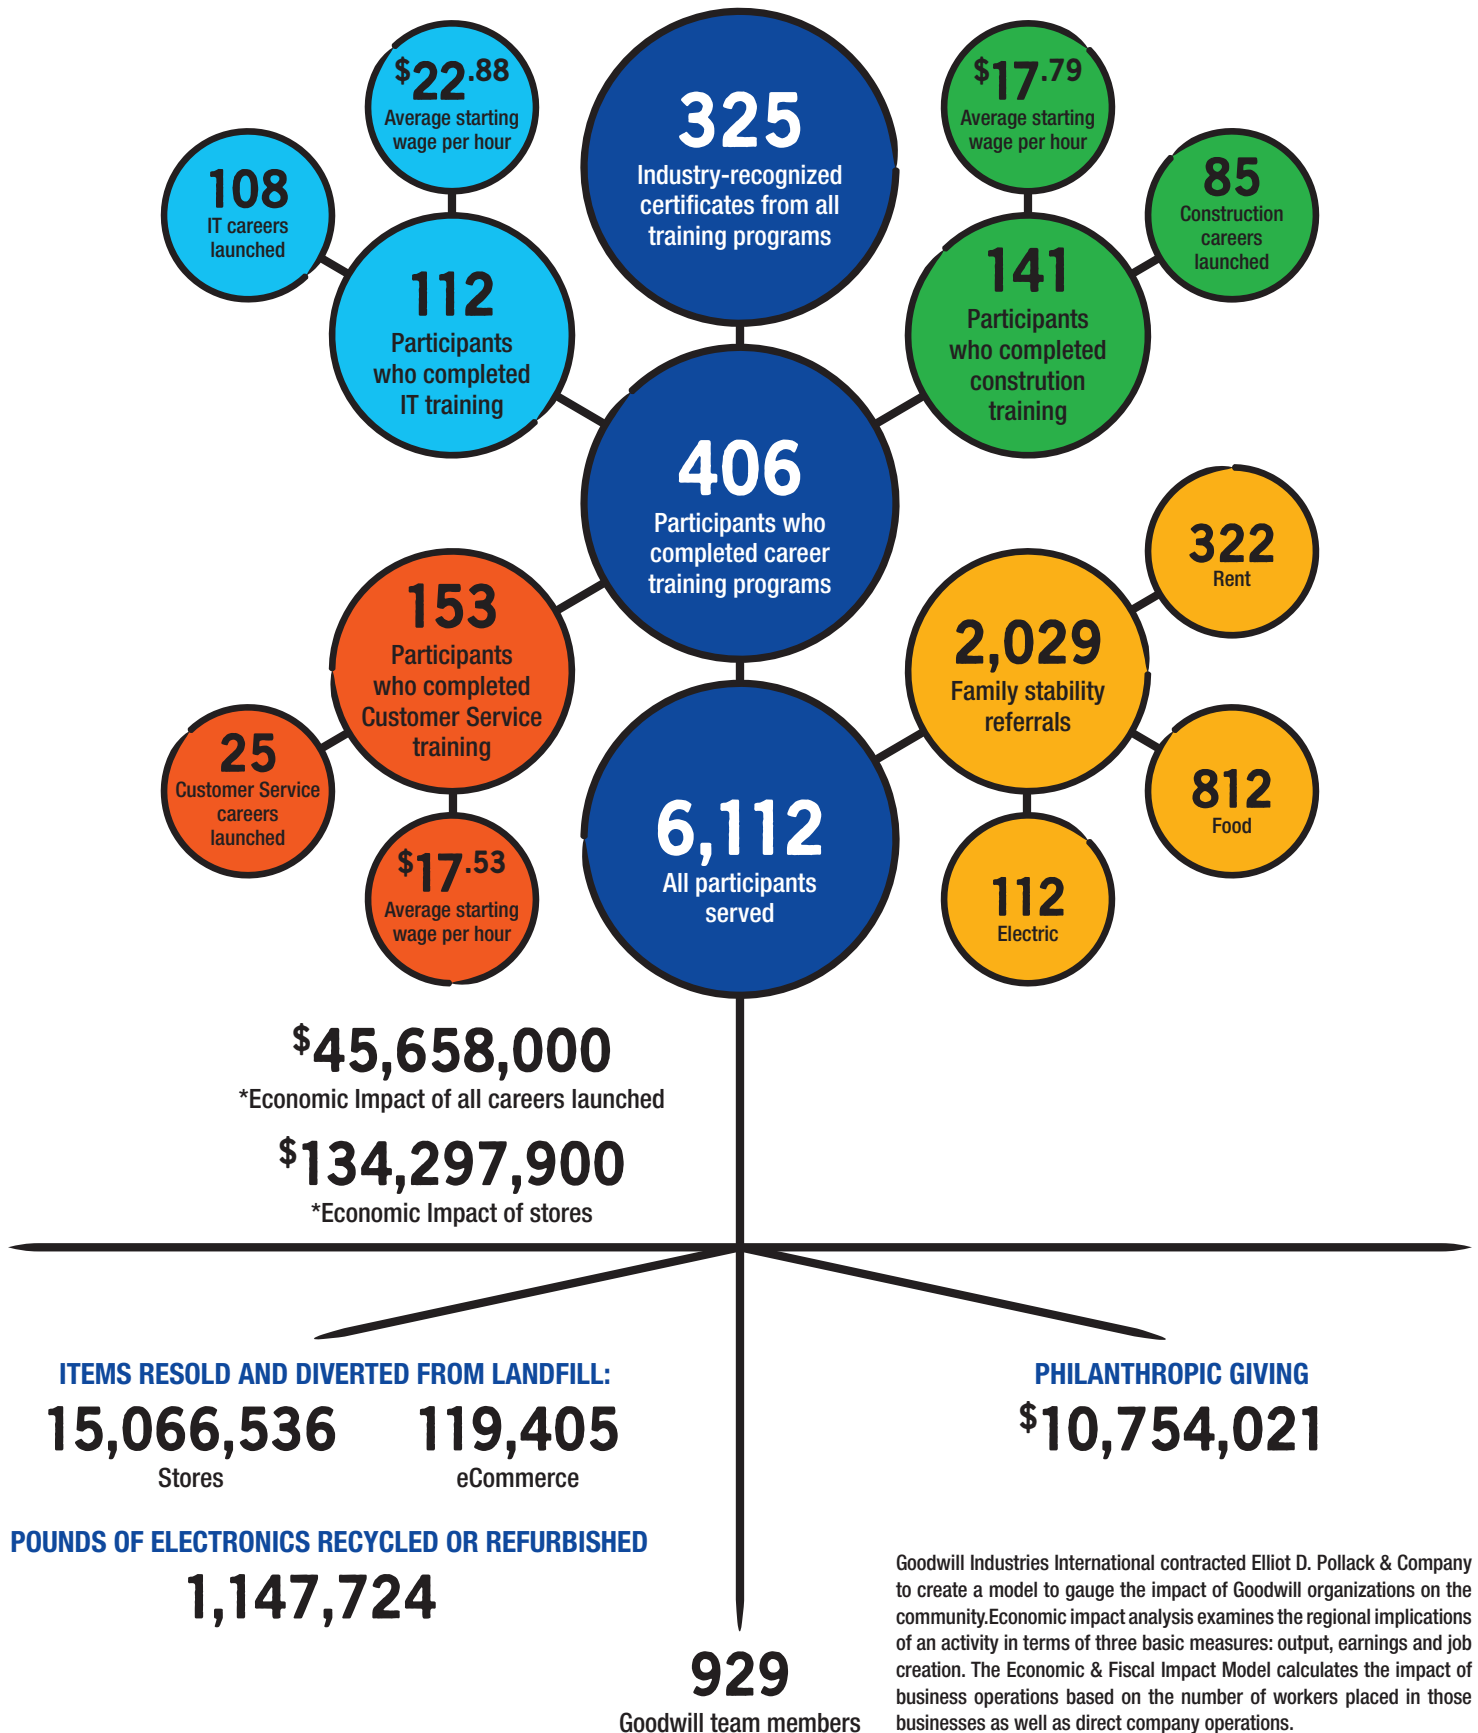 $22.88
Average starting
wage per hour
108
IT careers
launched
112
Participants
who completed
IT training
325
Industry-recognized
certificates from all
training programs
$17.79
Average starting
wage per hour
85
Construction
careers
launched
141
Participants
who completed
constrution
training
406
Participants who
completed career
training programs
153
Participants
who completed
Customer Service
training
25
Customer Service
careers
launched
$17.53
Average starting
wage per hour
322
Rent
2,029
Family stability
referrals
812
Food
112
Electric
6,112
All participants
served
$45,658,000
*Economic Impact of all careers launched
$134,297,900
*Economic Impact of stores
ITEMS RESOLD AND DIVERTED FROM LANDFILL:
15,066,536 119,405
Stores eCommerce
POUNDS OF ELECTRONICS RECYCLED OR REFURBISHED
1,147,724
929
Goodwill team members
PHILANTHROPIC GIVING
$10,754,021
Goodwill Industries International contracted Elliot D. Pollack & Company
to create a model to gauge the impact of Goodwill organizations on the
community.Economic impact analysis examines the regional implications
of an activity in terms of three basic measures: output, earnings and job
creation. The Economic & Fiscal Impact Model calculates the impact of
business operations based on the number of workers placed in those
businesses as well as direct company operations.